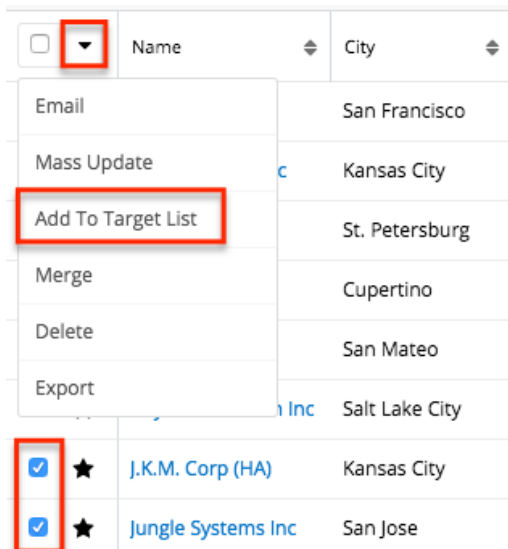 Name City
Email
San Francisco
Mass Update
c Kansas City
Add To Target List
St. Petersburg
Merge
Cupertino
Delete
San Mateo
Export
Inc Salt Lake City
J.K.M. Corp (HA) Kansas City
Jungle Systems Inc San Jose